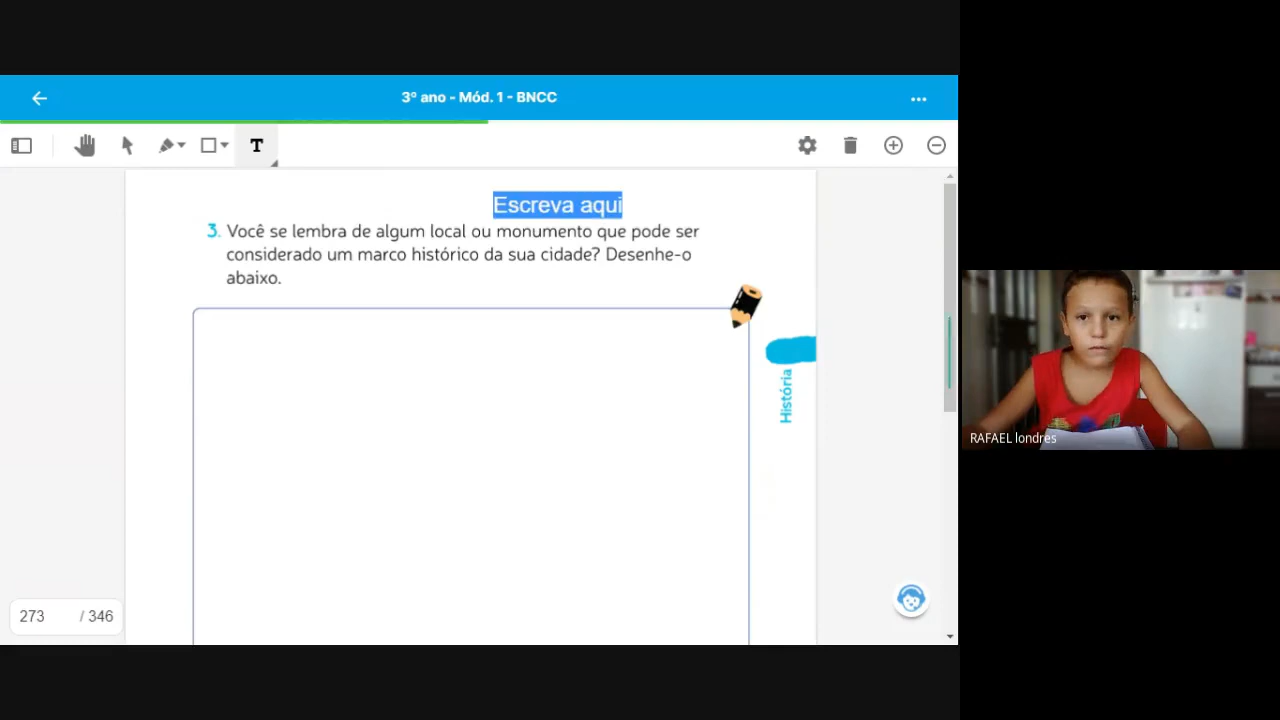 3º ano - Mód. 1 - BNCC
T
Escreva aqui
3. Você se lembra de algum local ou monumento que pode ser
considerado um marco histórico da sua cidade? Desenhe-o
abaixo.
História
RAFAEL londres
273 / 346